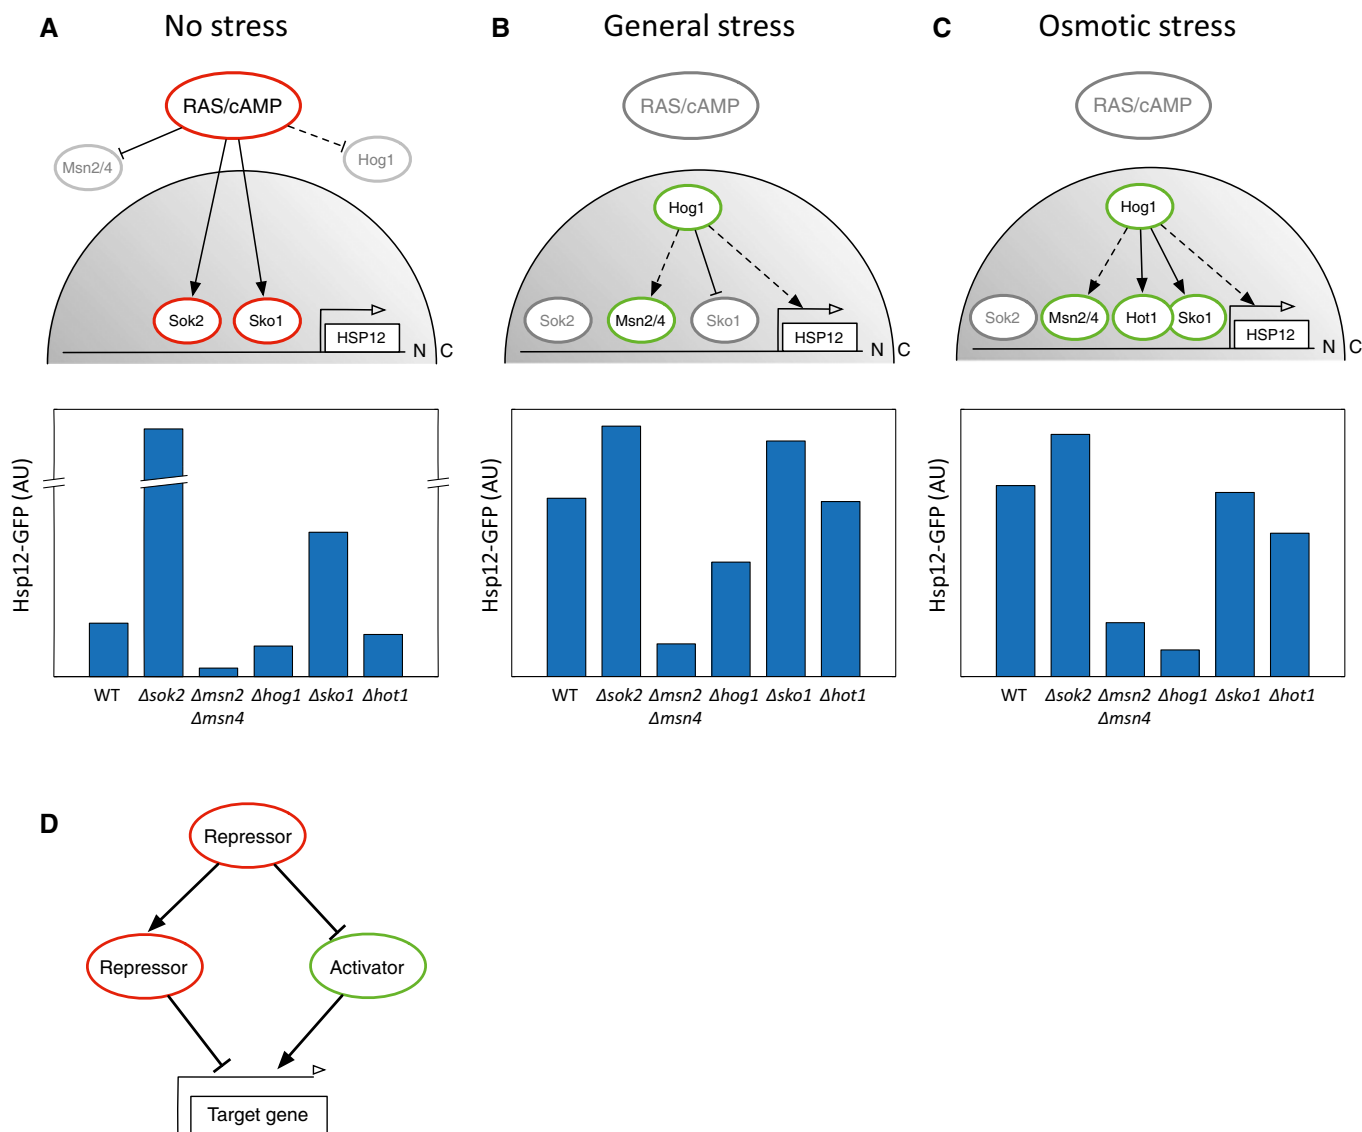 A No stress
RAS/cAMP
Msn2/4
Hog1
Sok2
Sko1
HSP12
N C
Hsp12-GFP (AU)
WT Δsok2 Δmsn2 Δhog1 Δsko1 Δhot1
Δmsn4
B General stress
RAS/cAMP
Hog1
Sok2
Msn2/4
Sko1
HSP12
N C
Hsp12-GFP (AU)
WT Δsok2 Δmsn2 Δhog1 Δsko1 Δhot1
Δmsn4
C Osmotic stress
RAS/cAMP
Hog1
Sok2
Msn2/4
Hot1
Sko1
HSP12
N C
Hsp12-GFP (AU)
WT Δsok2 Δmsn2 Δhog1 Δsko1 Δhot1
Δmsn4
D
Repressor
Repressor
Activator
Target gene